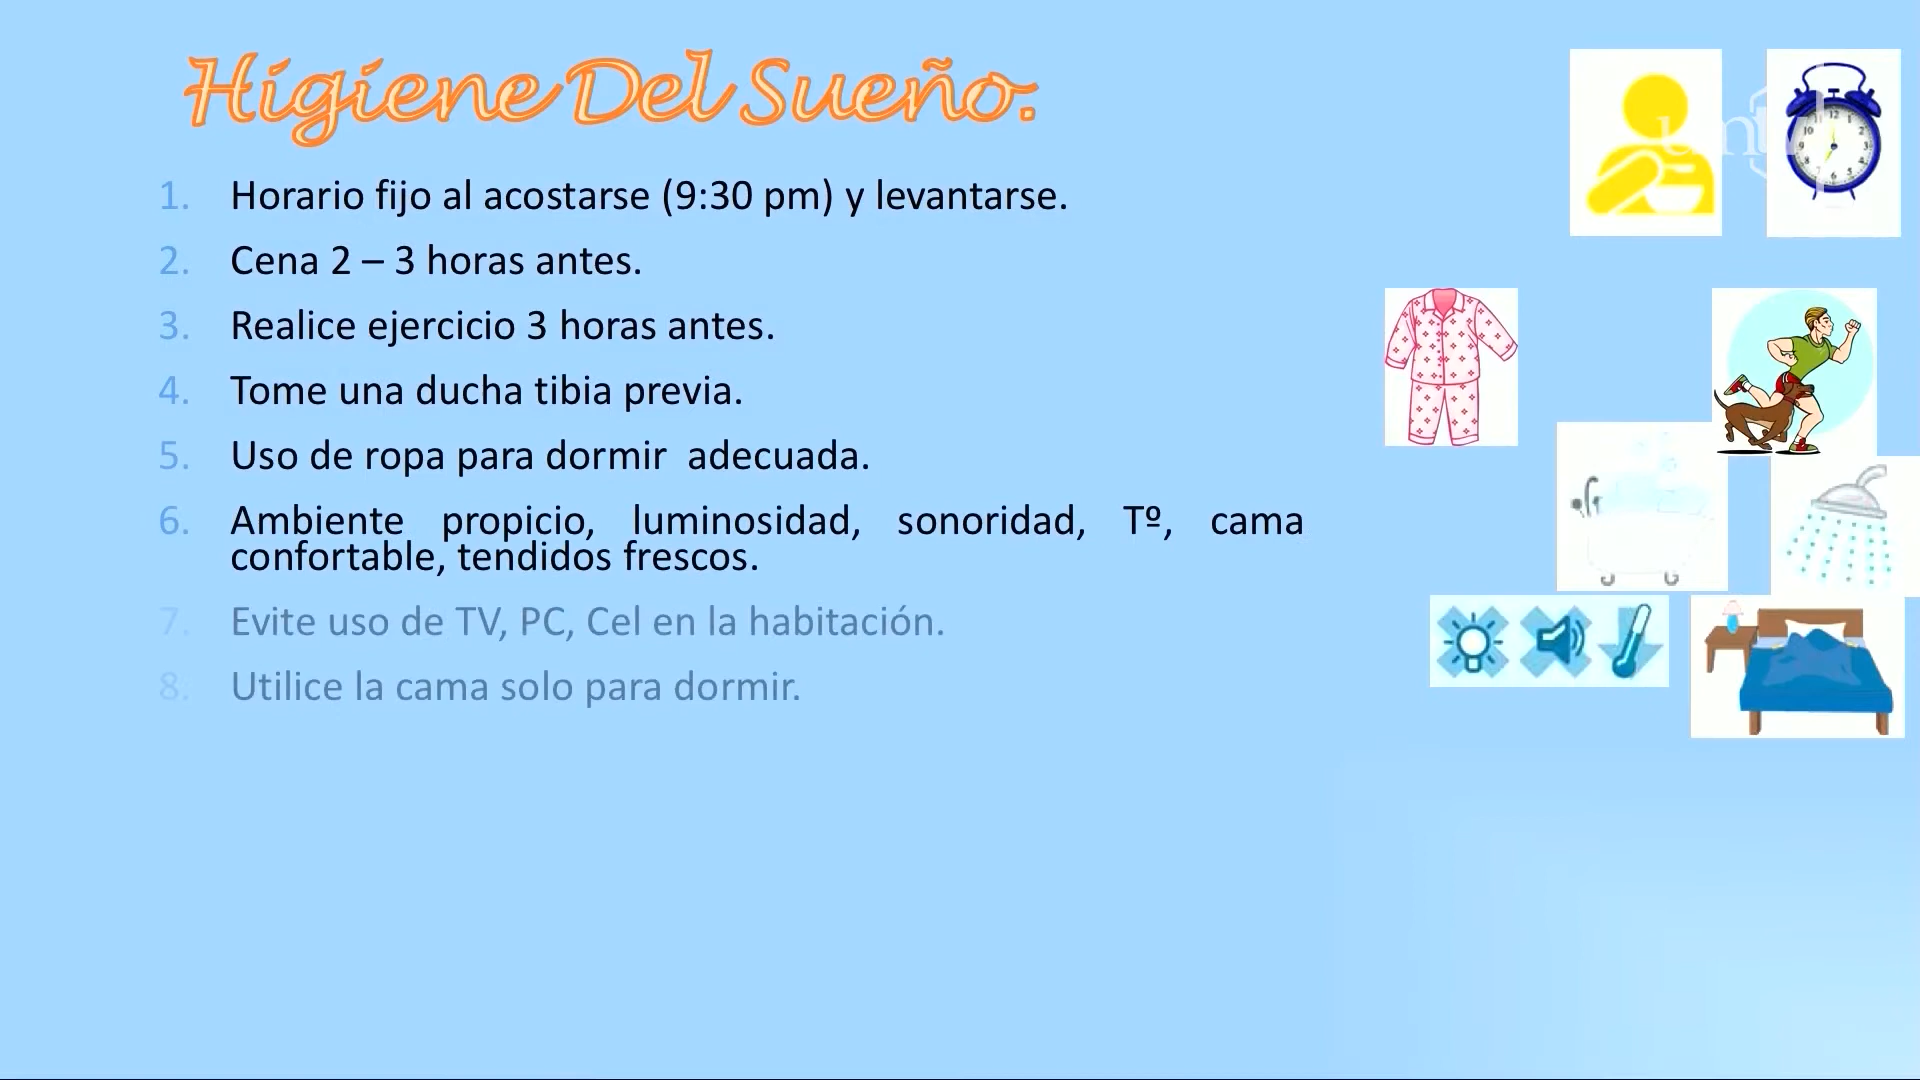 Higiene Del Sueño.
1. Horario fijo al acostarse (9:30 pm) y levantarse.
2. Cena 2 – 3 horas antes.
3. Realice ejercicio 3 horas antes.
4. Tome una ducha tibia previa.
5. Uso de ropa para dormir adecuada.
6. Ambiente propicio, luminosidad, sonoridad, Tº, cama
confortable, tendidos frescos.
7. Evite uso de TV, PC, Cel en la habitación.
8. Utilice la cama solo para dormir.